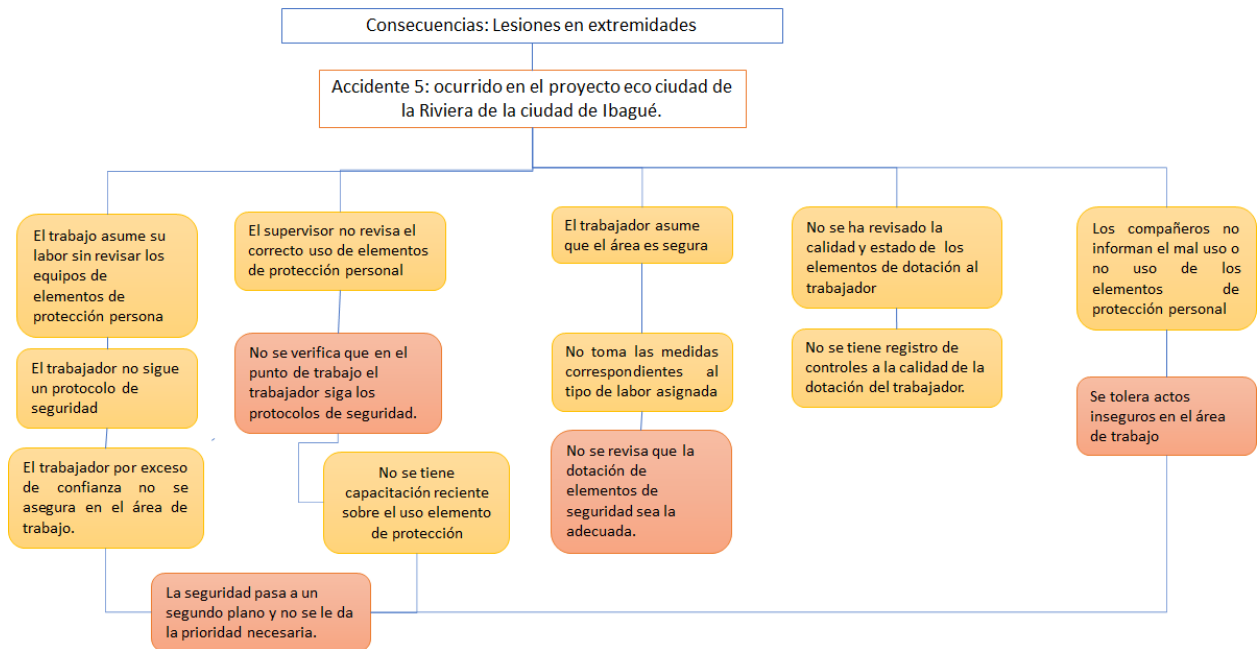 Consecuencias: Lesiones en extremidades
Accidente 5: ocurrido en el proyecto eco ciudad de
la Riviera de la ciudad de Ibagué.
El trabajo asume su
labor sin revisar los
equipos de
elementos de
protección persona
El trabajador no sigue
un protocolo de
seguridad
El trabajador por exceso
de confianza no se
asegura en el área de
trabajo.
El supervisor no revisa el
correcto uso de elementos
de protección personal
No se verifica que en el
punto de trabajo el
trabajador siga los
protocolos de seguridad.
No se tiene
capacitación reciente
sobre el uso elemento
de protección
El trabajador asume
que el área es segura
No toma las medidas
correspondientes al
tipo de labor asignada
No se revisa que la
dotación de
elementos de
seguridad sea la
adecuada.
No se ha revisado la
calidad y estado de los
elementos de dotación al
trabajador
No se tiene registro de
controles a la calidad de la
dotación del trabajador.
Los compañeros no
informan el mal uso o
no uso de los
elementos de
protección personal
Se tolera actos
inseguros en el área
de trabajo
La seguridad pasa a un
segundo plano y no se le da
la prioridad necesaria.